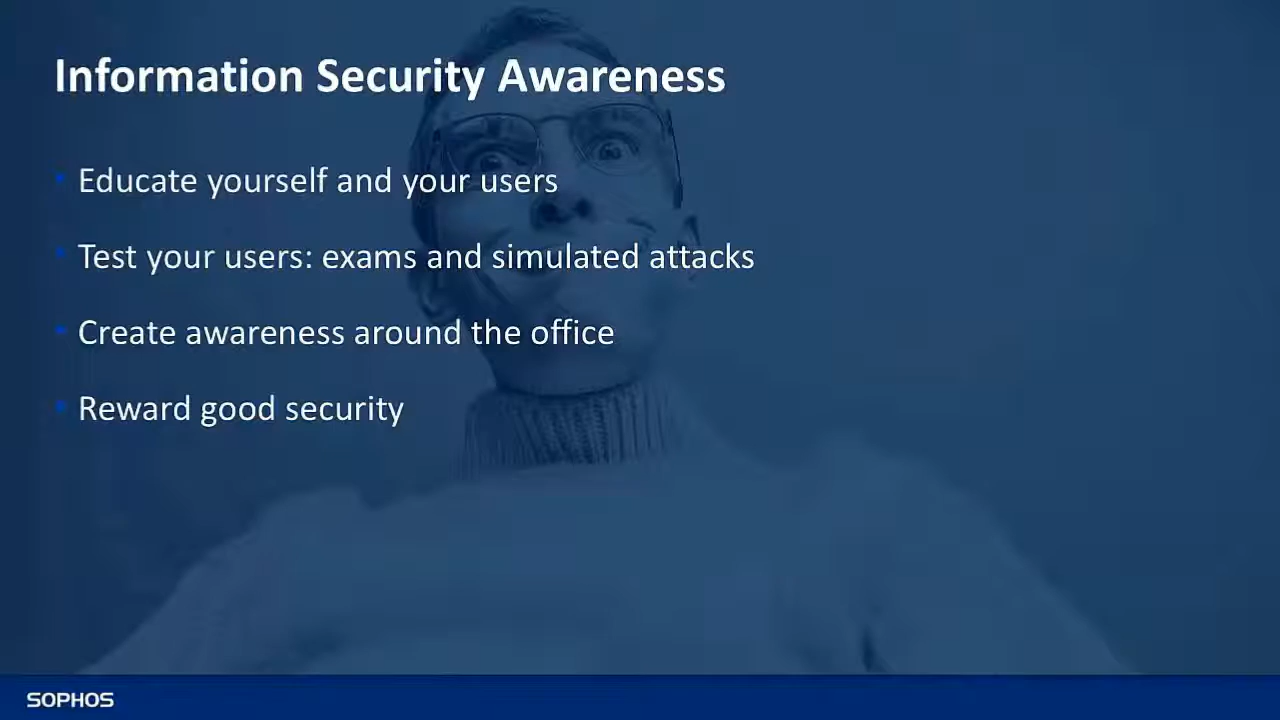 Information Security Awareness
Educate yourself and your users
Test your users: exams and simulated attacks
Create awareness around the office
Reward good security
SOPHOS